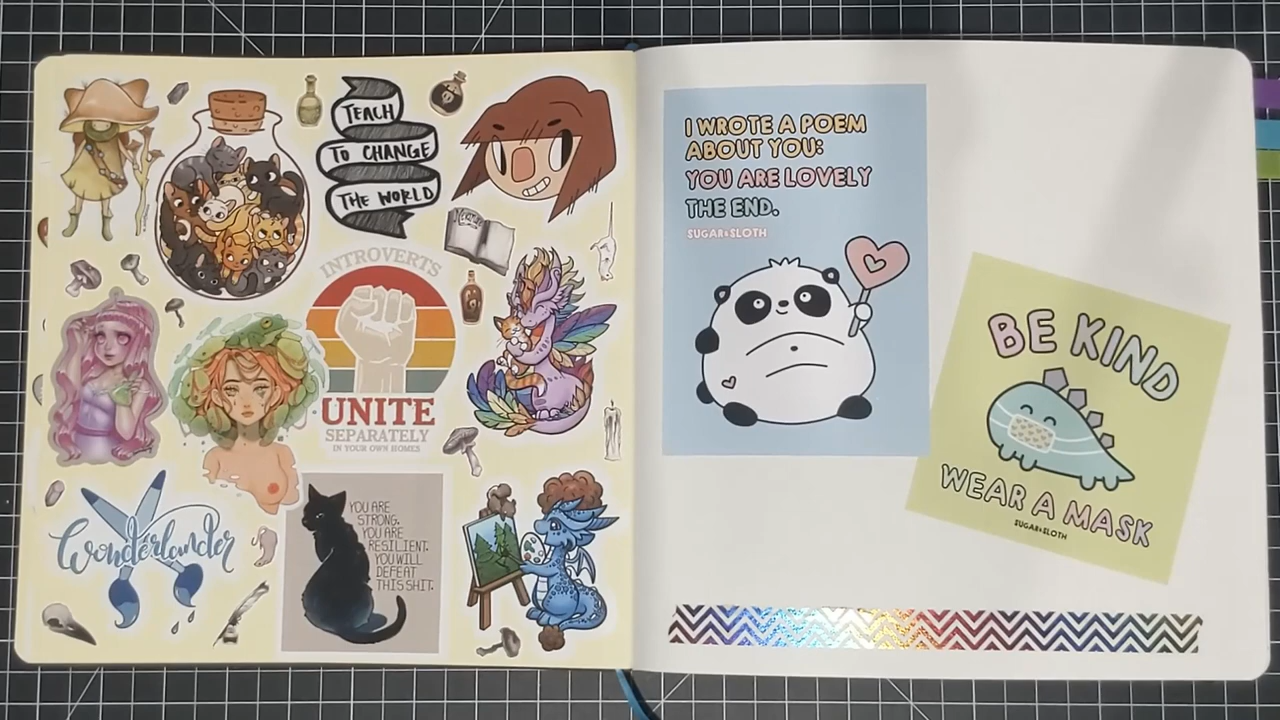 TEACH
TO CHANGE
THE WORLD
INTROVERTS
UNITE
SEPARATELY
IN YOUR OWN HOMES
Wonderlander
YOU ARE
STRONG.
YOU ARE
RESILIENT.
YOU WILL
DEFEAT
THIS SHIT.
I WROTE A POEM
ABOUT YOU:
YOU ARE LOVELY
THE END.
SUGAR&SLOTH
BE KIND
WEAR A MASK
SUGAR&SLOTH